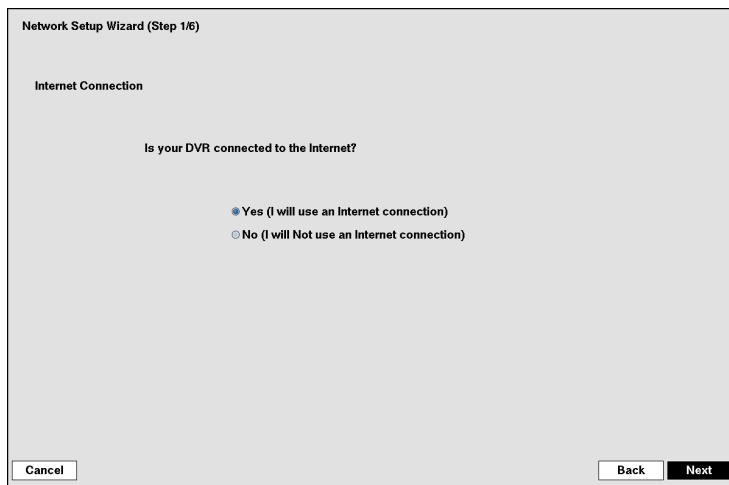 Network Setup Wizard (Step 1/6)
Internet Connection
Is your DVR connected to the Internet?
Yes (I will use an Internet connection)
No (I will Not use an Internet connection)
Cancel
Back
Next